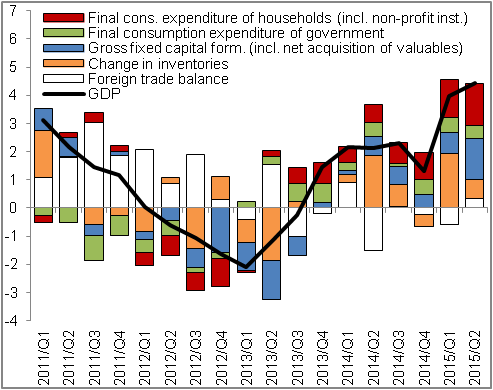 7
6
5
4
3
2
1
0
-1
-2
-3
-4
Final cons. expenditure of households (incl. non-profit inst.)
Final consumption expenditure of government
Gross fixed capital form. (incl. net acquisition of valuables)
Change in inventories
Foreign trade balance
GDP
2011/Q1
2011/Q2
2011/Q3
2011/Q4
2012/Q1
2012/Q2
2012/Q3
2012/Q4
2013/Q1
2013/Q2
2013/Q3
2013/Q4
2014/Q1
2014/Q2
2014/Q3
2014/Q4
2015/Q1
2015/Q2